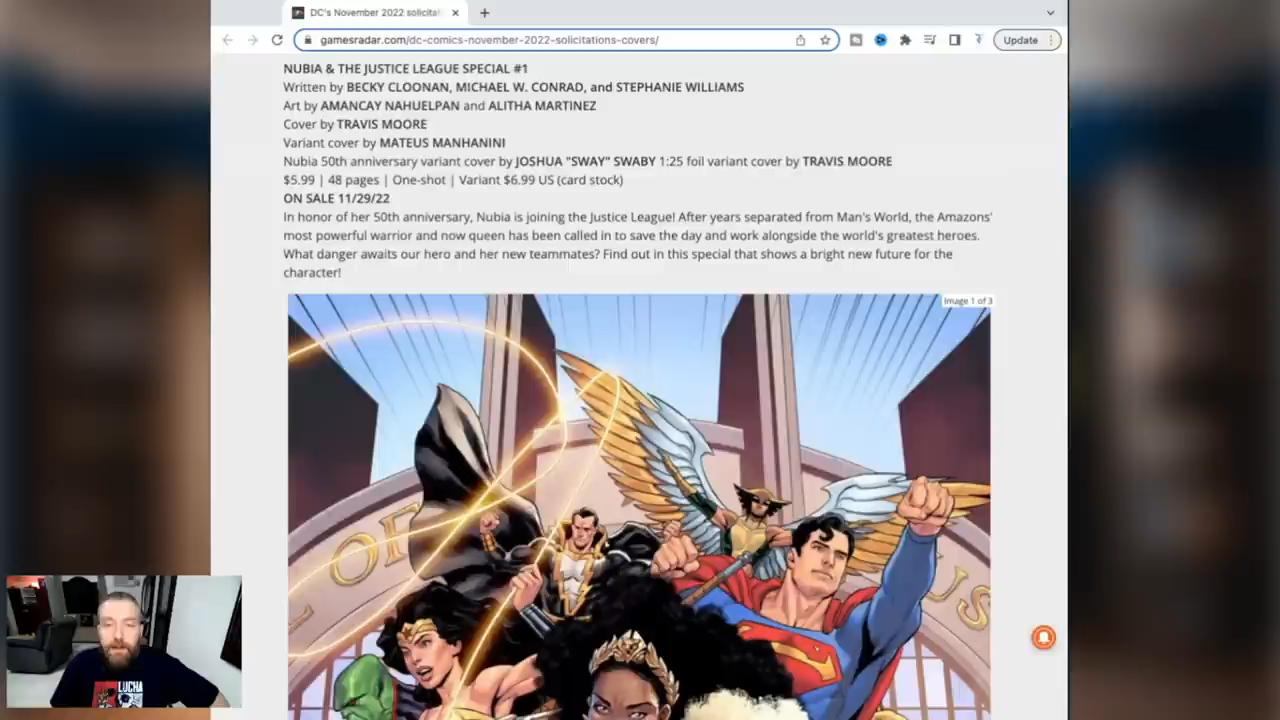 DC's November 2022 solicitat
gamesradar.com/dc-comics-november-2022-solicitations-covers/
Update
NUBIA & THE JUSTICE LEAGUE SPECIAL #1
Written by BECKY CLOONAN, MICHAEL W. CONRAD, and STEPHANIE WILLIAMS
Art by AMANCAY NAHUELPAN and ALITHA MARTINEZ
Cover by TRAVIS MOORE
Variant cover by MATEUS MANHANINI
Nubia 50th anniversary variant cover by JOSHUA "SWAY" SWABY 1:25 foil variant cover by TRAVIS MOORE
$5.99 | 48 pages | One-shot | Variant $6.99 US (card stock)
ON SALE 11/29/22
In honor of her 50th anniversary, Nubia is joining the Justice League! After years separated from Man's World, the Amazons'
most powerful warrior and now queen has been called in to save the day and work alongside the world's greatest heroes.
What danger awaits our hero and her new teammates? Find out in this special that shows a bright new future for the
character!
Image 1 of 3
L OF
US
LUCHA